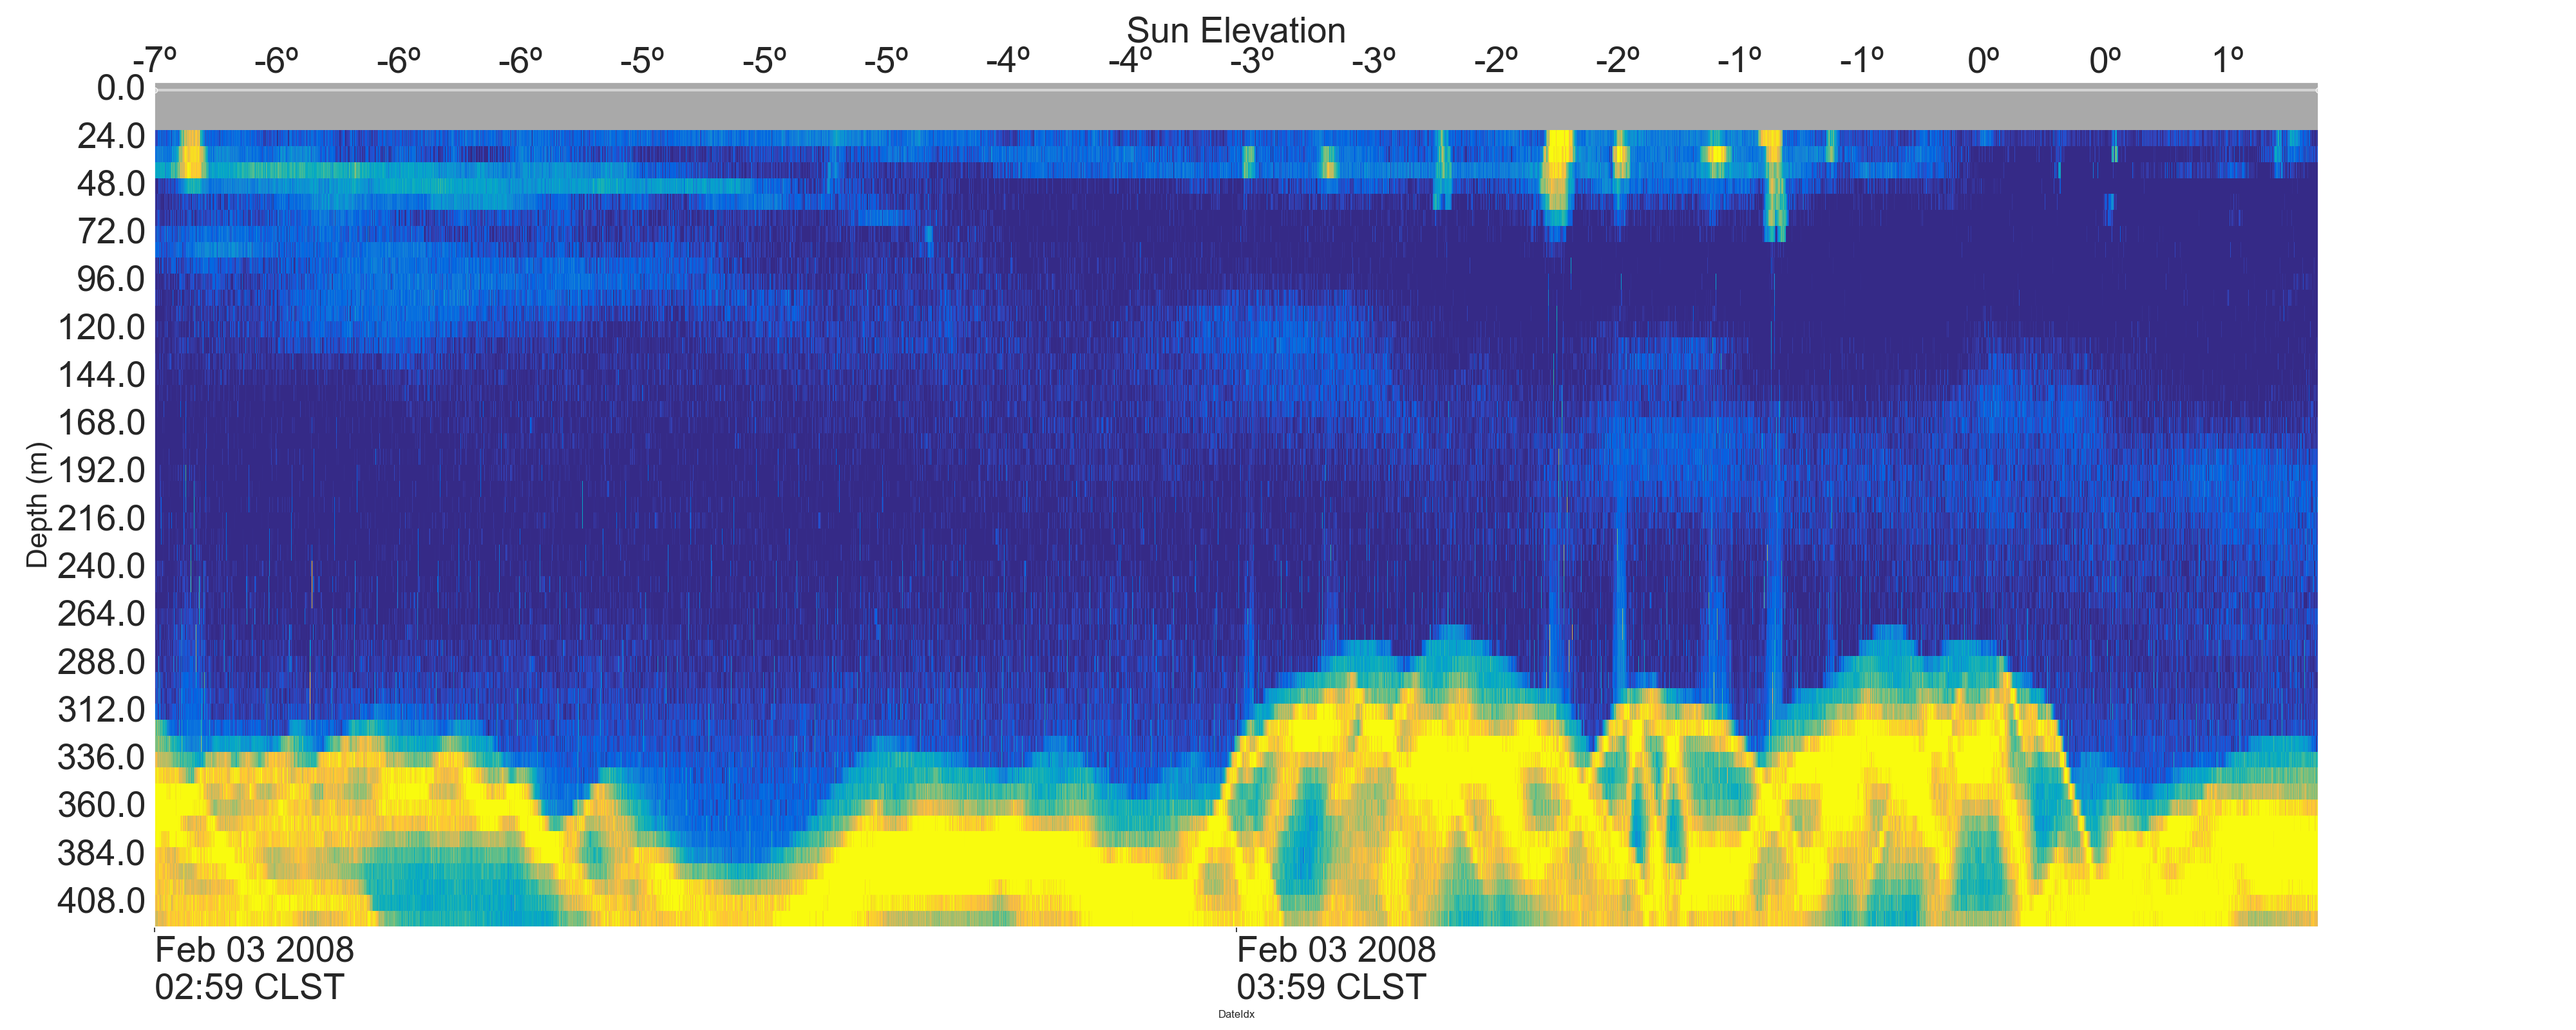 Sun Elevation
-7º -6º -6º -6º -5º -5º -5º -4º -4º -3º -3º -2º -2º -1º -1º 0º 0º 1º
0.0
24.0
48.0
72.0
96.0
120.0
144.0
168.0
192.0
216.0
240.0
264.0
288.0
312.0
336.0
360.0
384.0
408.0
Depth (m)
Feb 03 2008
02:59 CLST
Feb 03 2008
03:59 CLST
DateIdx